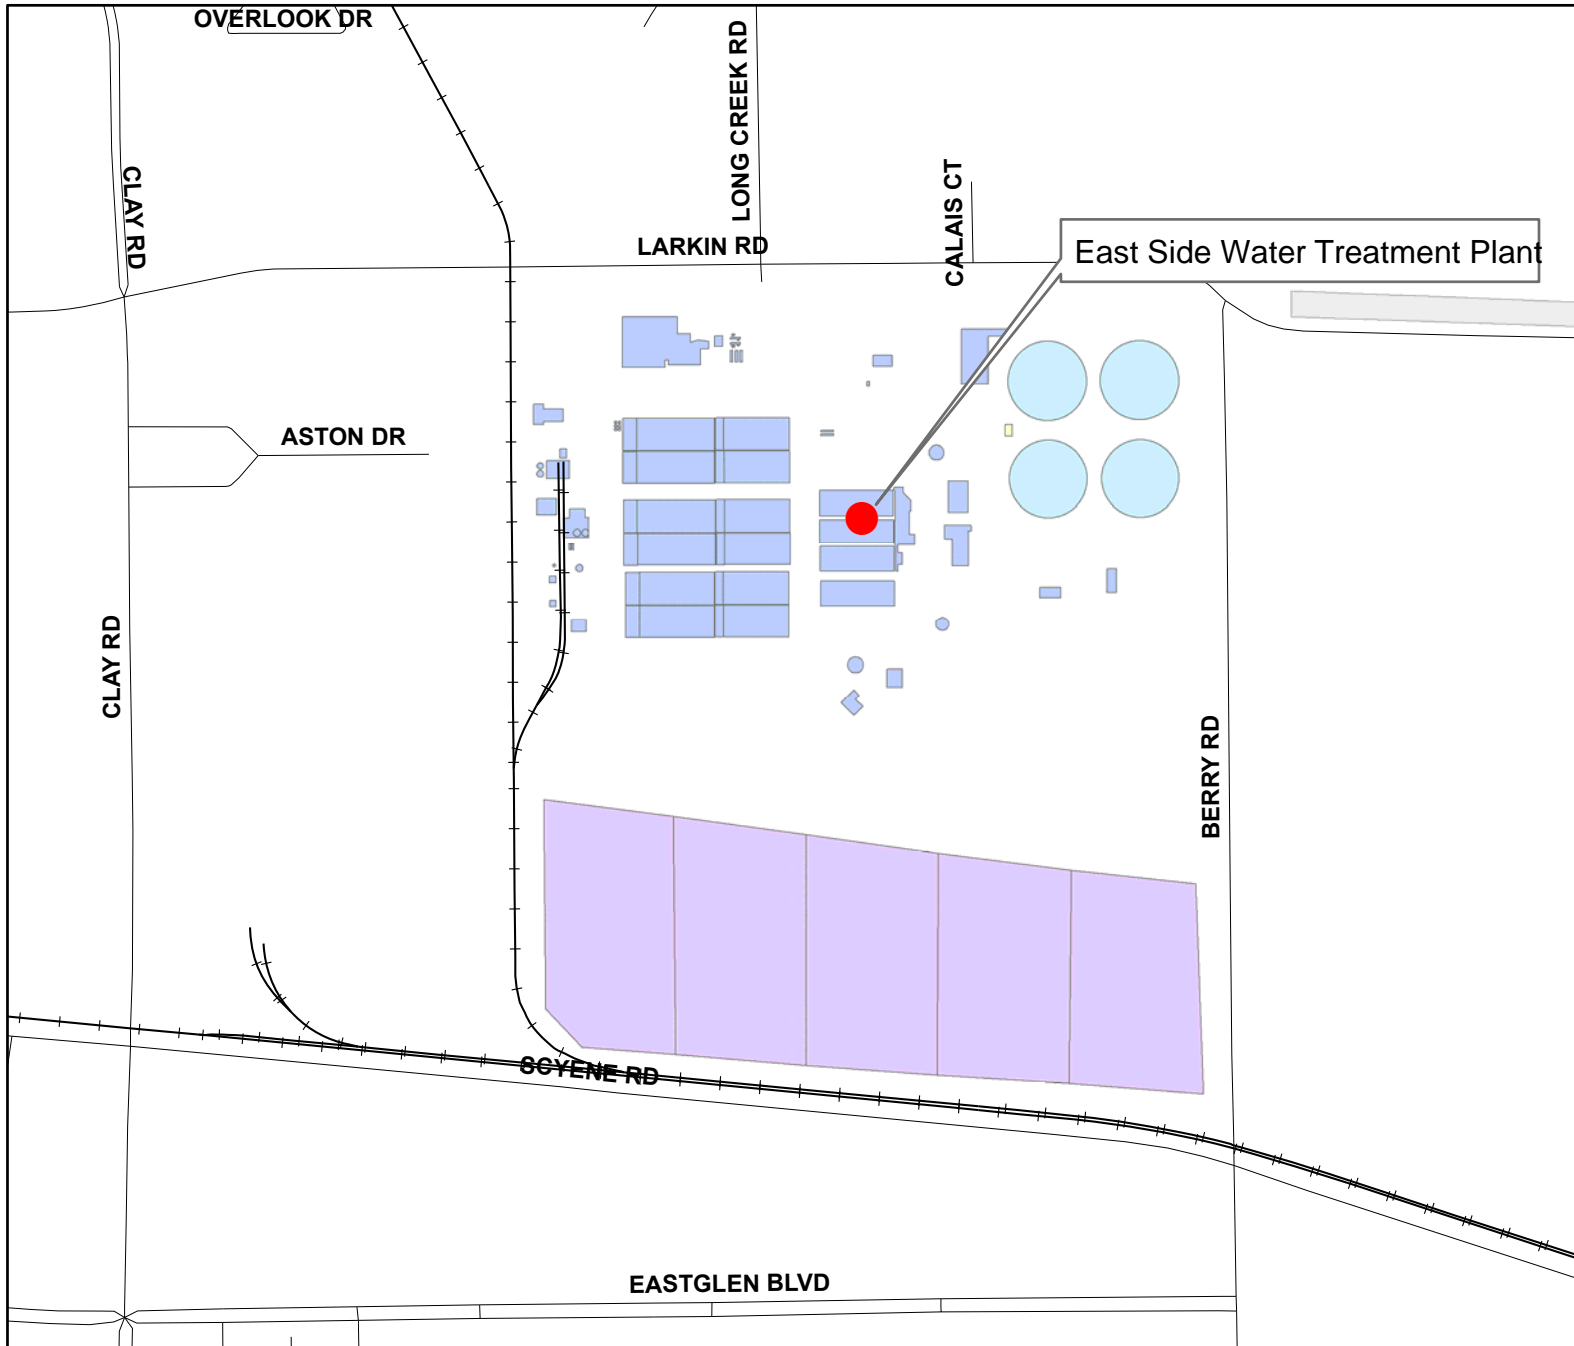 OVERLOOK DR
LONG CREEK RD
CLAY RD
CALAIS CT
LARKIN RD
East Side Water Treatment Plant
ASTON DR
CLAY RD
BERRY RD
SCYENE RD
EASTGLEN BLVD